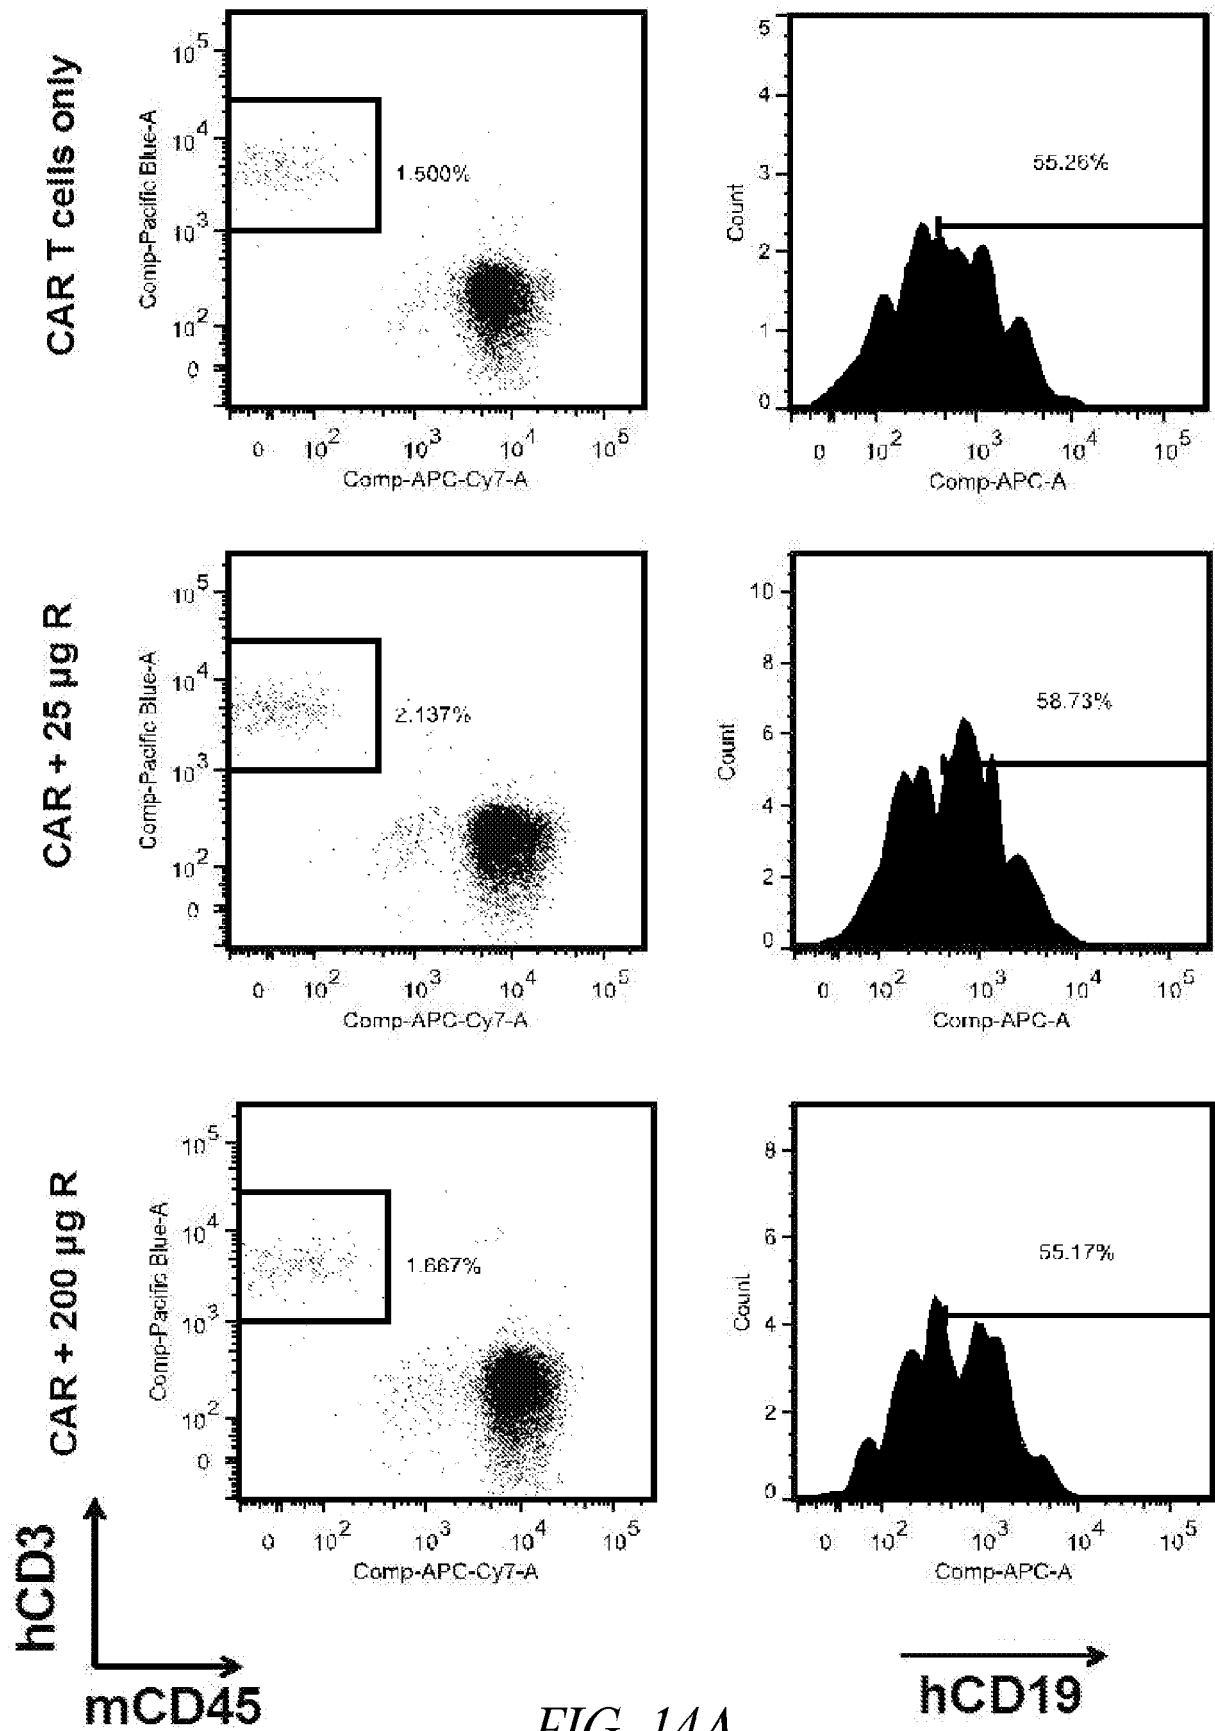 CAR T cells only
Comp-Pacific Blue-A
10^5
10^4
10^3
10^2
0
1.500%
0 10^2 10^3 10^4 10^5
Comp-APC-Cy7-A
Count
5
4
3
2
1
0
55.26%
0 10^2 10^3 10^4 10^5
Comp-APC-A
CAR + 25 µg R
Comp-Pacific Blue-A
10^5
10^4
10^3
10^2
0
2.137%
0 10^2 10^3 10^4 10^5
Comp-APC-Cy7-A
Count
10
8
6
4
2
0
58.73%
0 10^2 10^3 10^4 10^5
Comp-APC-A
CAR + 200 µg R
Comp-Pacific Blue-A
10^5
10^4
10^3
10^2
0
1.667%
0 10^2 10^3 10^4 10^5
Comp-APC-Cy7-A
Count
8
6
4
2
0
55.17%
0 10^2 10^3 10^4 10^5
Comp-APC-A
hCD3
mCD45
hCD19
FIG. 14A